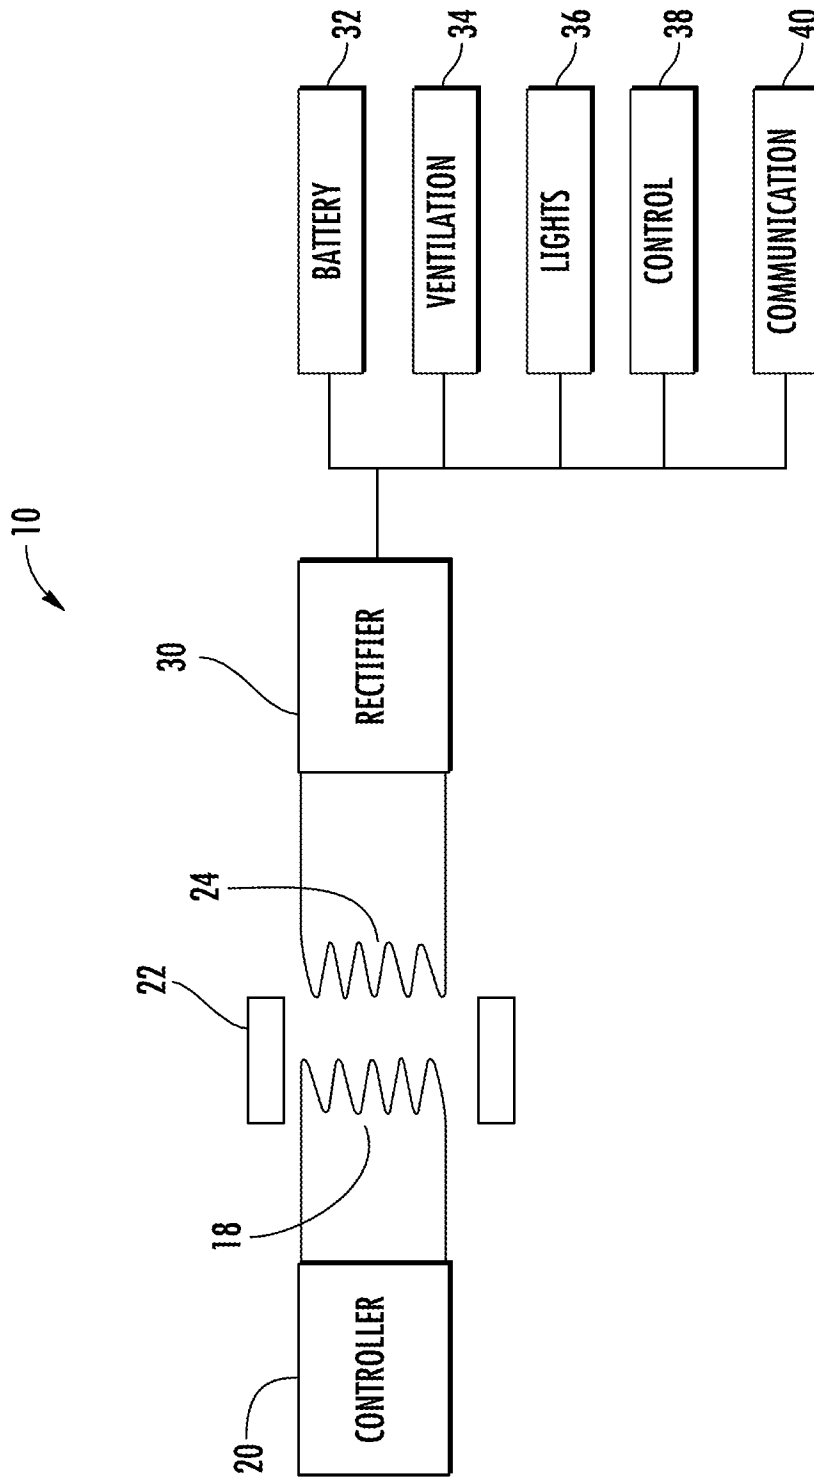 10
20
CONTROLLER
18
22
24
30
RECTIFIER
BATTERY
32
VENTILATION
34
LIGHTS
36
CONTROL
38
COMMUNICATION
40